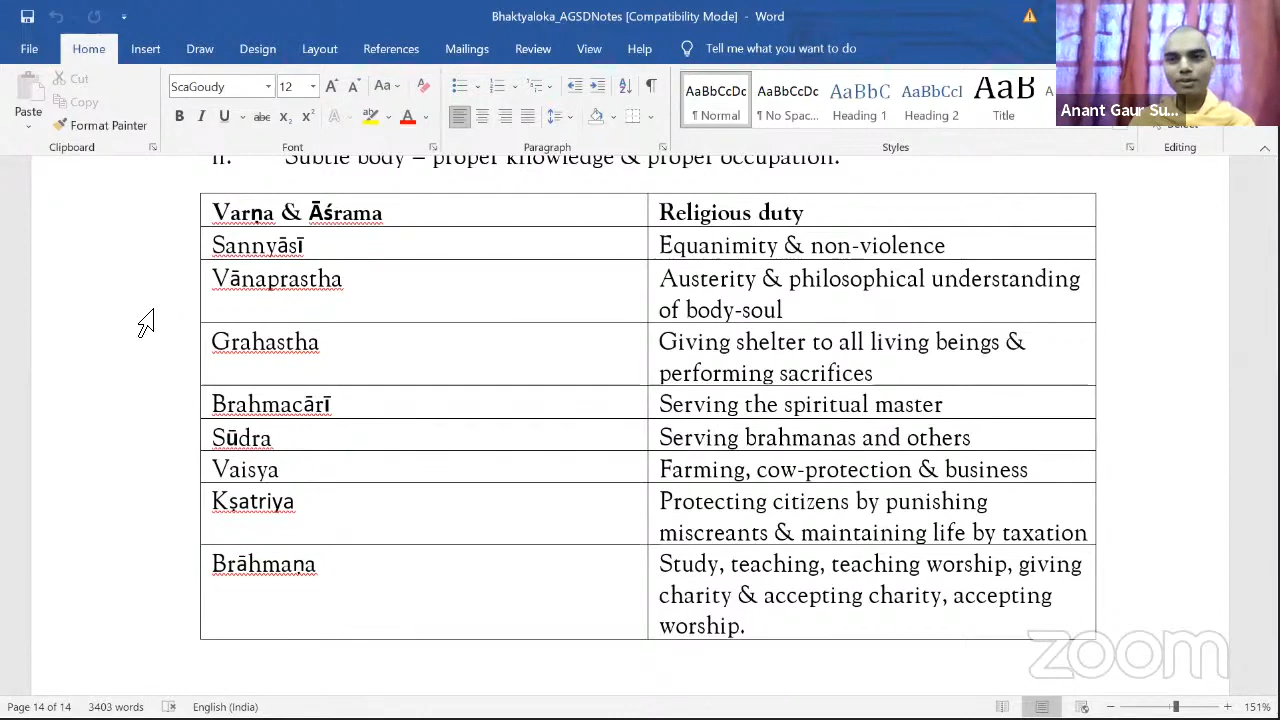 Bhaktyaloka_AGSDNotes [Compatibility Mode] - Word
File Home Insert Draw Design Layout References Mailings Review View Help Tell me what you want to do
Anant Gaur Su...
Cut
Copy
Paste
Format Painter
Clipboard
ScaGoudy 12
Font
Paragraph
AaBbCcDc AaBbCcDc AaBbC AaBbCcI AaB
¶ Normal ¶ No Spac... Heading 1 Heading 2 Title
Styles
Editing
ii. Subtle body – proper knowledge & proper occupation.
Varṇa & Āśrama Religious duty
Sannyāsī Equanimity & non-violence
Vānaprastha Austerity & philosophical understanding
of body-soul
Grahastha Giving shelter to all living beings &
performing sacrifices
Brahmacārī Serving the spiritual master
Sūdra Serving brahmanas and others
Vaisya Farming, cow-protection & business
Kṣatriya Protecting citizens by punishing
miscreants & maintaining life by taxation
Brāhmaṇa Study, teaching, teaching worship, giving
charity & accepting charity, accepting
worship.
zoom
Page 14 of 14 3403 words English (India) 151%